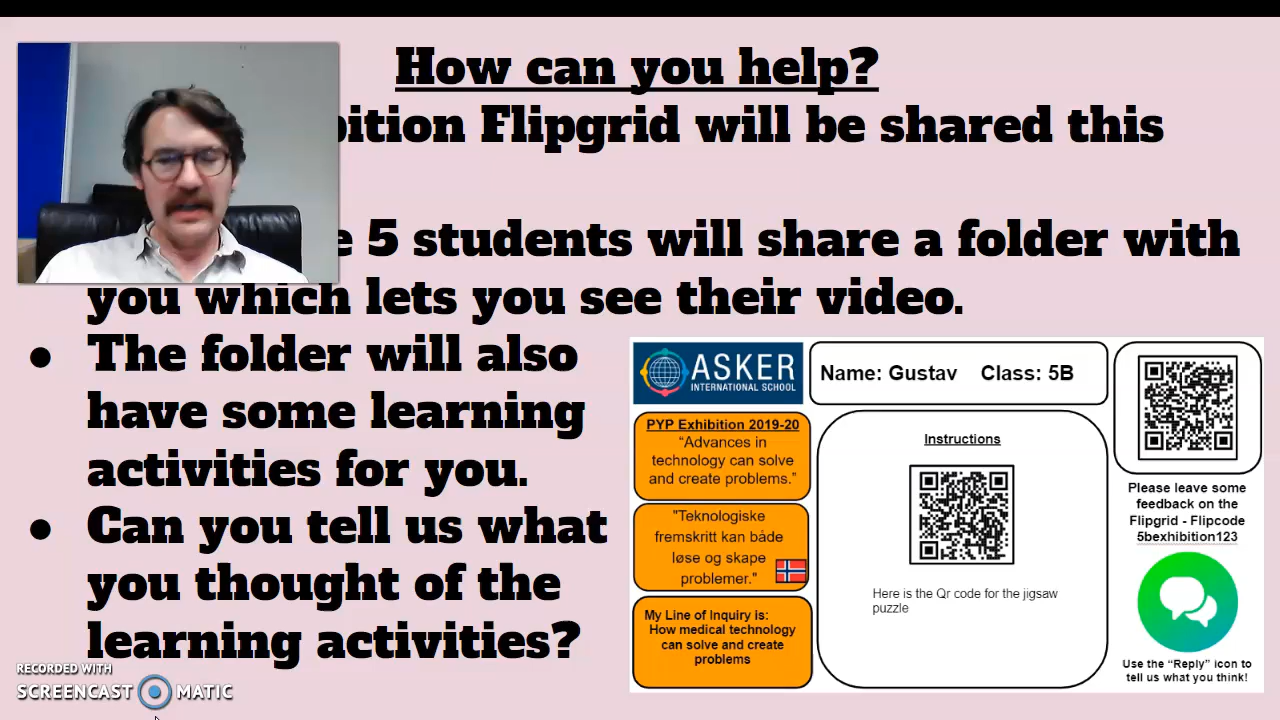 How can you help?
bition Flipgrid will be shared this
e 5 students will share a folder with
you which lets you see their video.
● The folder will also
have some learning
activities for you.
● Can you tell us what
you thought of the
learning activities?
ASKER
INTERNATIONAL SCHOOL
Name: Gustav Class: 5B
PYP Exhibition 2019-20
“Advances in
technology can solve
and create problems.”
"Teknologiske
fremskritt kan både
løse og skape
problemer."
My Line of Inquiry is:
How medical technology
can solve and create
problems
Instructions
Here is the Qr code for the jigsaw
puzzle
Please leave some
feedback on the
Flipgrid - Flipcode
5bexhibition123
Use the “Reply” icon to
tell us what you think!
RECORDED WITH
SCREENCAST MATIC